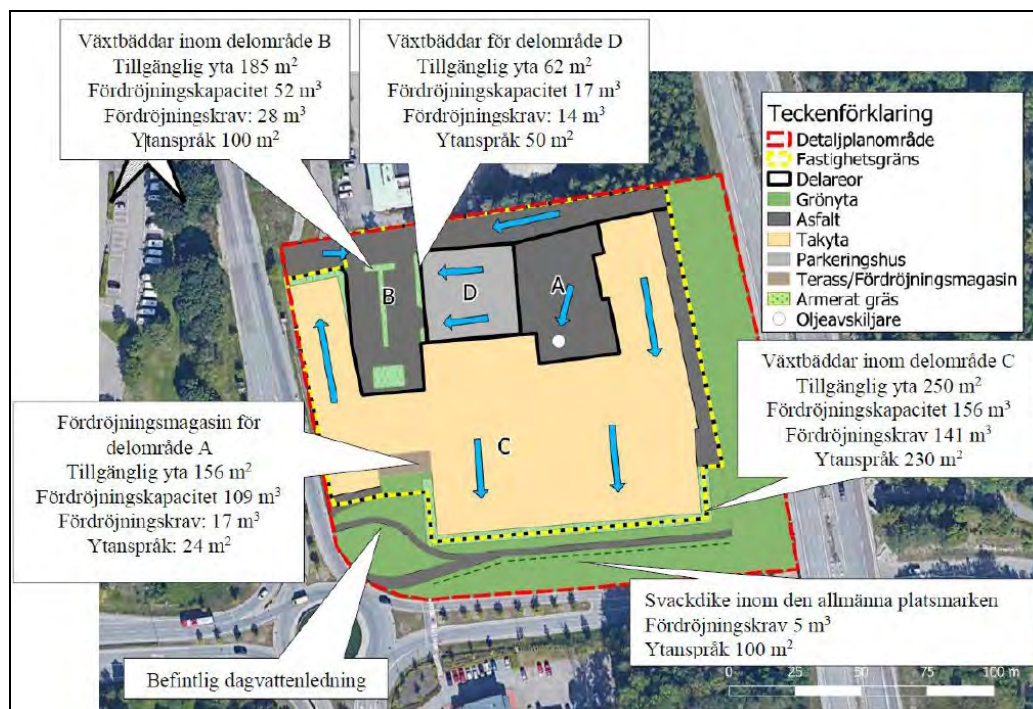 Växtbäddar inom delområde B
Tillgänglig yta 185 m²
Fördröjningskapacitet 52 m³
Fördröjningskrav: 28 m³
Ytanspråk 100 m²
Växtbäddar för delområde D
Tillgänglig yta 62 m²
Fördröjningskapacitet 17 m³
Fördröjningskrav: 14 m³
Ytanspråk 50 m²
Teckenförklaring
Detaljplanområde
Fastighetsgräns
Delareor
Grönyta
Asfalt
Takyta
Parkeringshus
Terass/Fördröjningsmagasin
Armerat gräs
Oljeavskiljare
B
D
A
C
Växtbäddar inom delområde C
Tillgänglig yta 250 m²
Fördröjningskapacitet 156 m³
Fördröjningskrav 141 m³
Ytanspråk 230 m²
Fördröjningsmagasin för
delområde A
Tillgänglig yta 156 m²
Fördröjningskapacitet 109 m³
Fördröjningskrav: 17 m³
Ytanspråk: 24 m²
Svackdike inom den allmänna platsmarken
Fördröjningskrav 5 m³
Ytanspråk 100 m²
Befintlig dagvattenledning
0 25 50 75 100 m